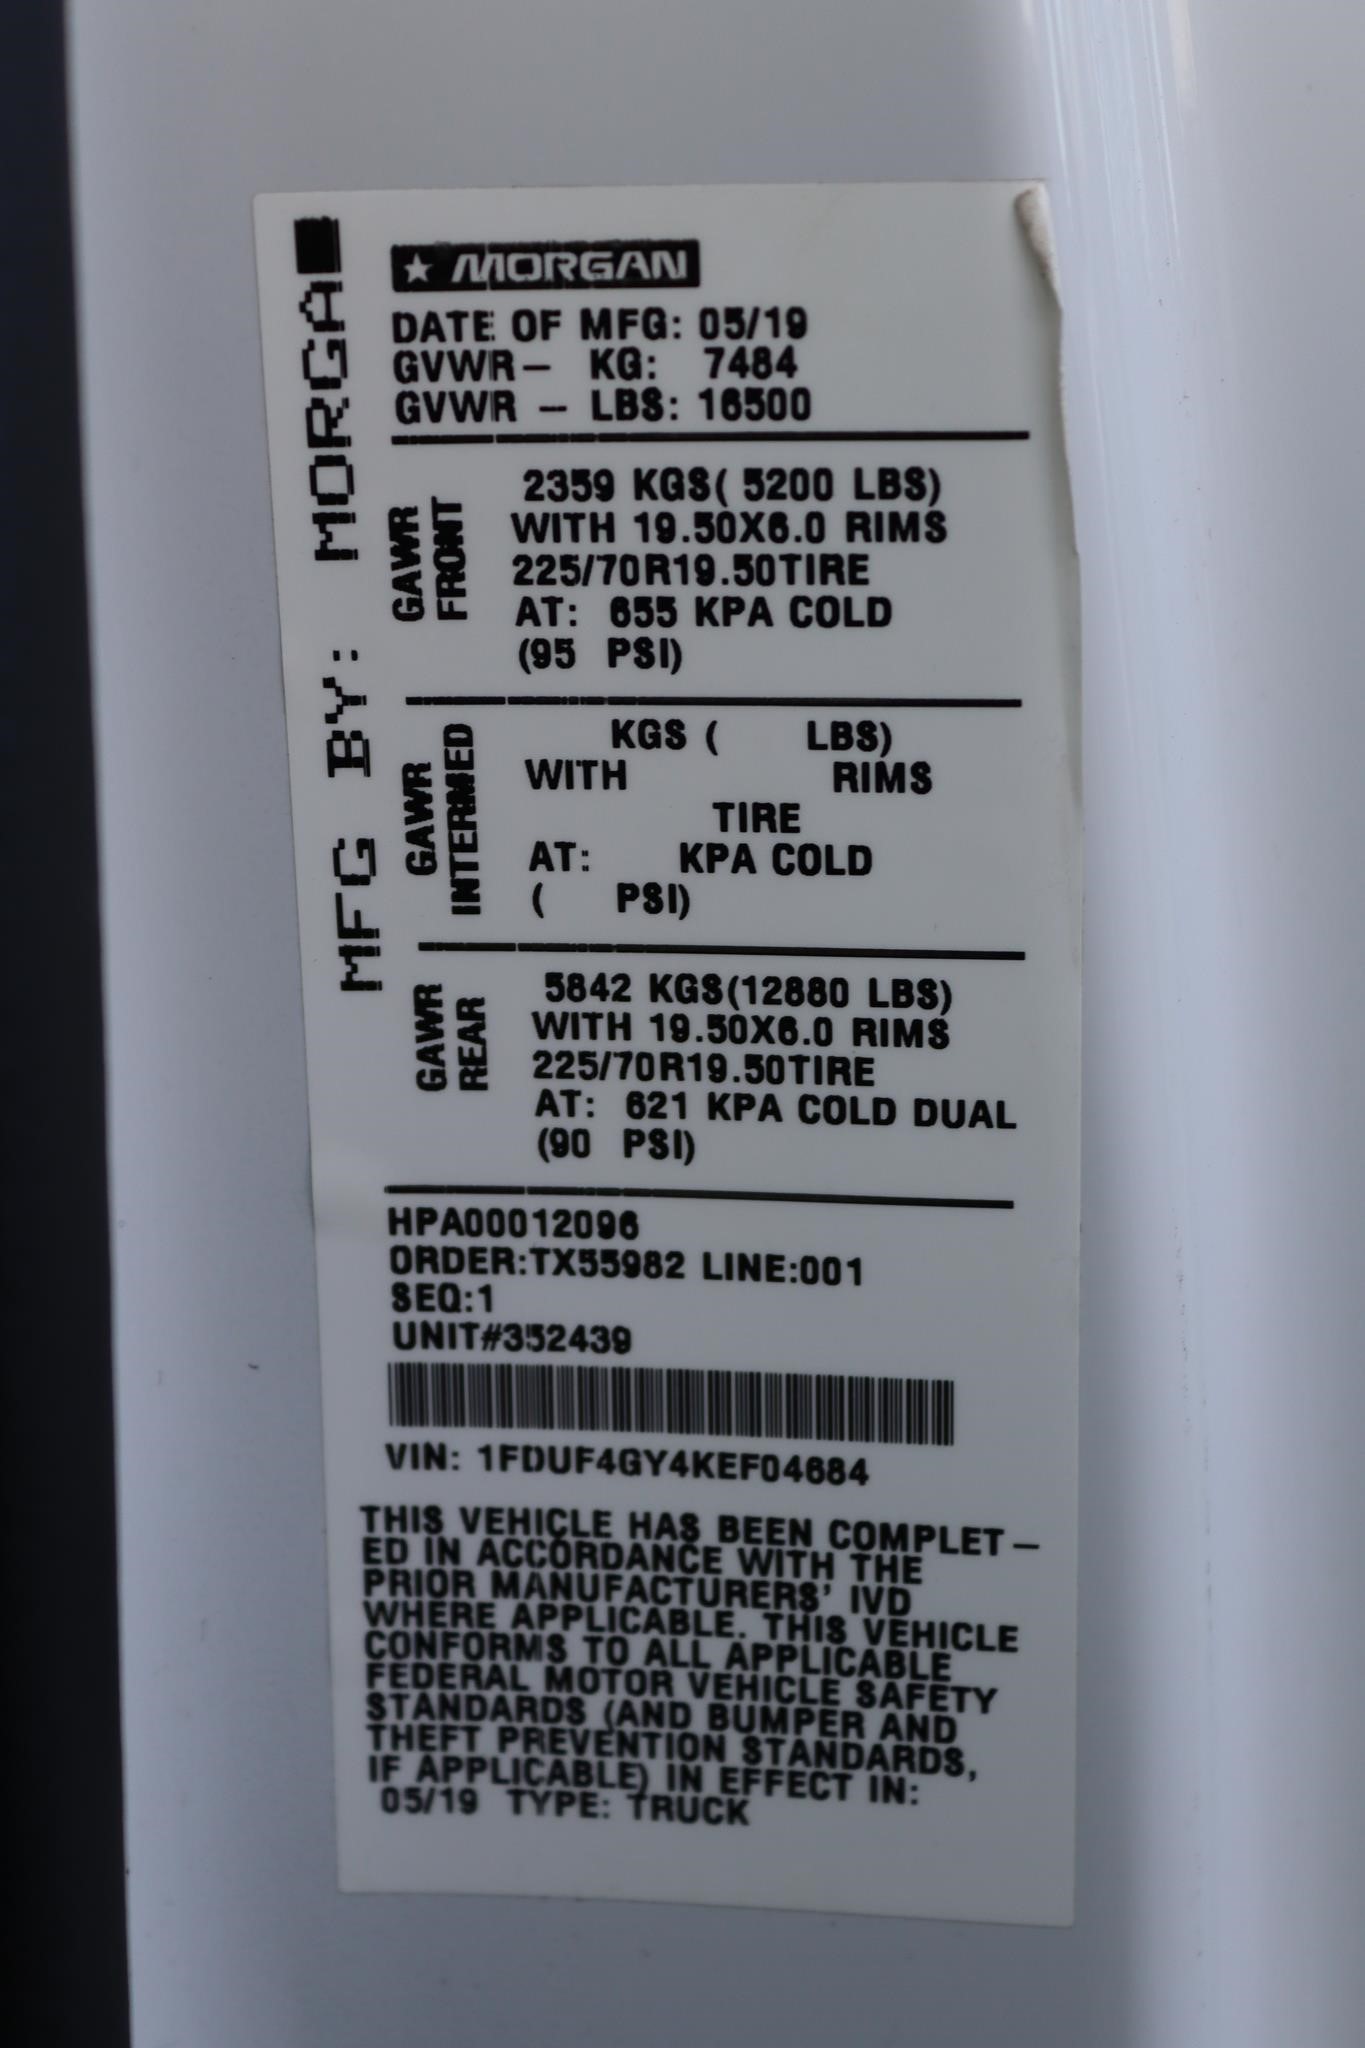 MFG BY: MORGA
★ MORGAN
DATE OF MFG: 05/19
GVWR- KG: 7484
GVWR - LBS: 16500
GAWR
FRONT
2359 KGS( 5200 LBS)
WITH 19.50X6.0 RIMS
225/70R19.50TIRE
AT: 655 KPA COLD
(95 PSI)
GAWR
INTERMED
KGS ( LBS)
WITH RIMS
TIRE
AT: KPA COLD
( PSI)
GAWR
REAR
5842 KGS(12880 LBS)
WITH 19.50X6.0 RIMS
225/70R19.50TIRE
AT: 621 KPA COLD DUAL
(90 PSI)
HPA00012096
ORDER:TX55982 LINE:001
SEQ:1
UNIT#352439
VIN: 1FDUF4GY4KEF04684
THIS VEHICLE HAS BEEN COMPLET-
ED IN ACCORDANCE WITH THE
PRIOR MANUFACTURERS' IVD
WHERE APPLICABLE. THIS VEHICLE
CONFORMS TO ALL APPLICABLE
FEDERAL MOTOR VEHICLE SAFETY
STANDARDS (AND BUMPER AND
THEFT PREVENTION STANDARDS,
IF APPLICABLE) IN EFFECT IN:
05/19 TYPE: TRUCK